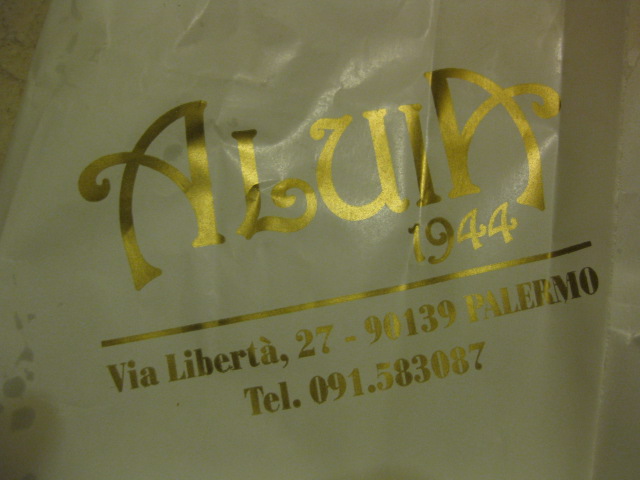 ALUIA
1944
Via Libertà, 27 - 90139 PALERMO
Tel. 091.583087